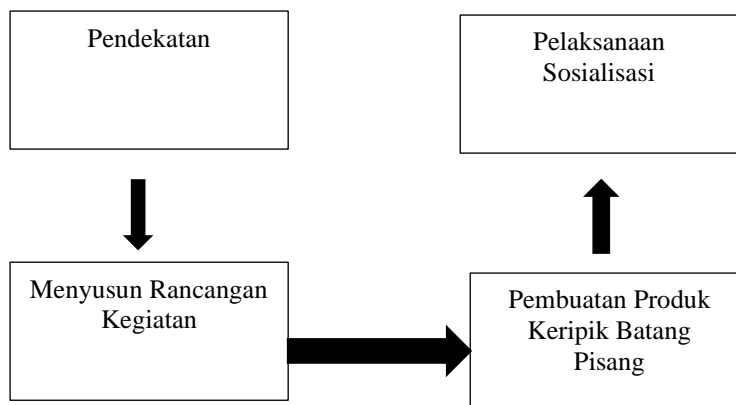 Pendekatan
Pelaksanaan
Sosialisasi
Menyusun Rancangan
Kegiatan
Pembuatan Produk
Keripik Batang
Pisang